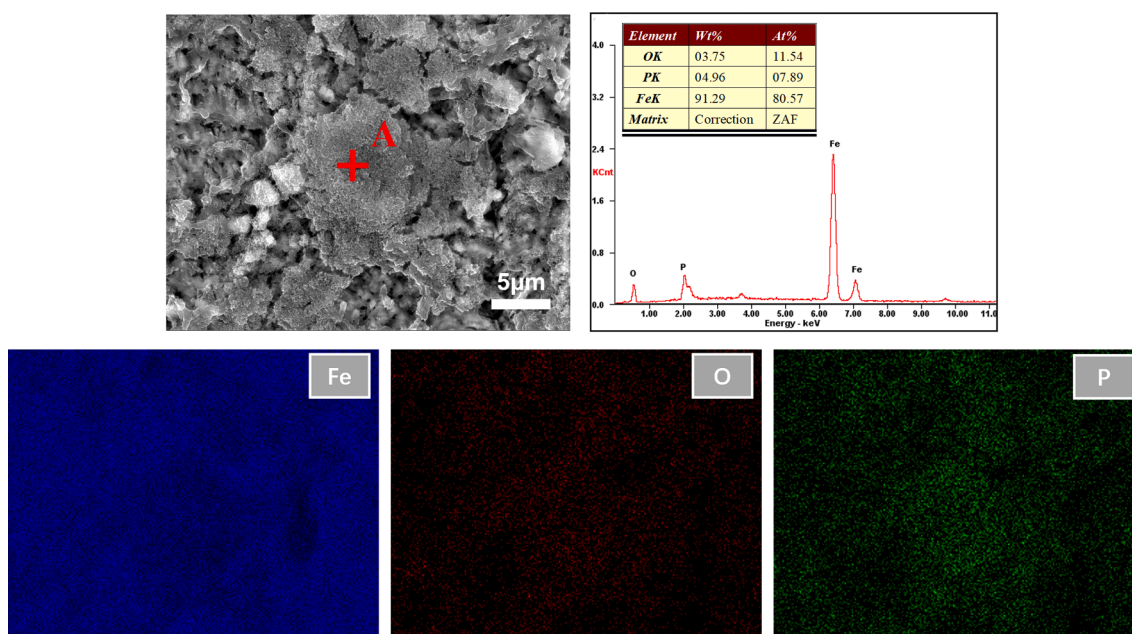 A
5μm
Element Wt% At%
OK 03.75 11.54
PK 04.96 07.89
FeK 91.29 80.57
Matrix Correction ZAF
4.0
3.2
2.4
KCnt
1.6
0.8
0.0
O
P
Fe
Fe
1.00 2.00 3.00 4.00 5.00 6.00 7.00 8.00 9.00 10.00 11.0
Energy - keV
Fe
O
P